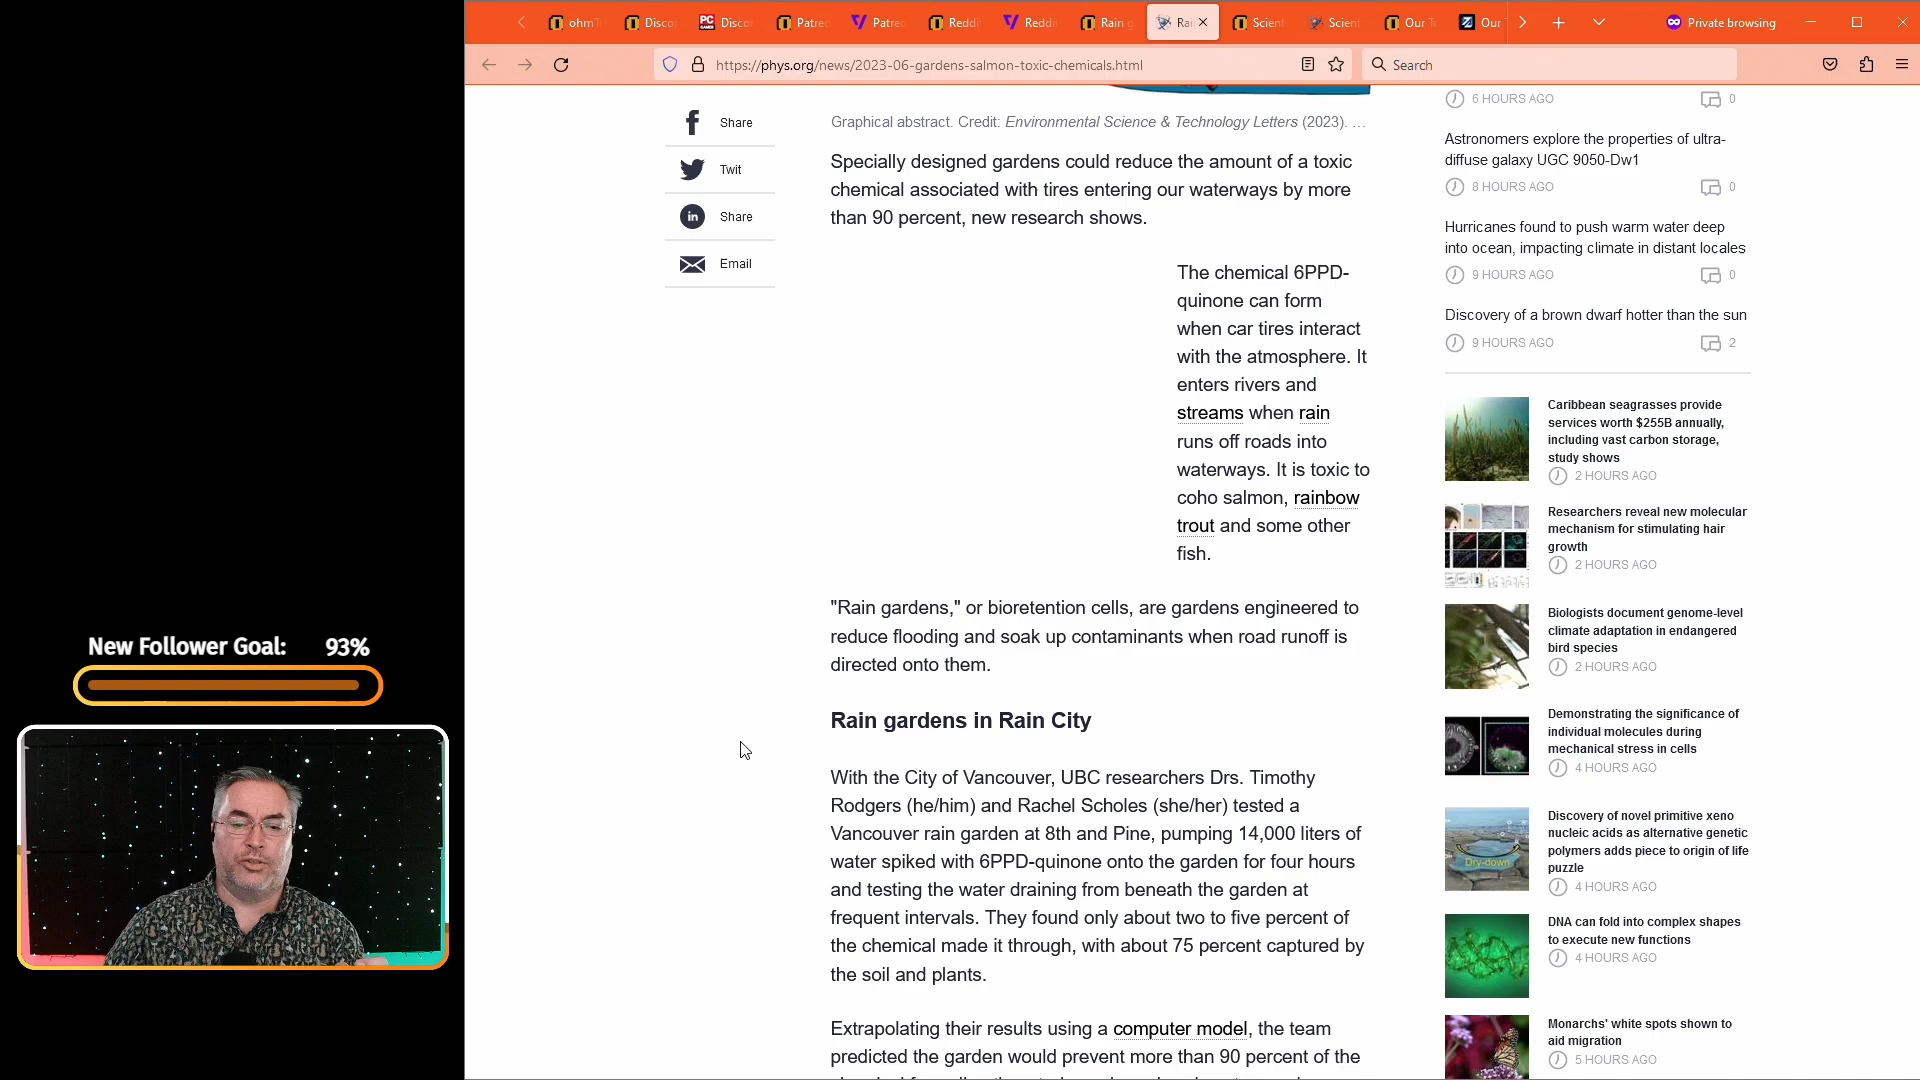 ohmT
Disco
Disco
Patreo
Patreo
Reddi
Reddi
Rain g
Rai
Scient
Scient
Our T
Our
Private browsing
https://phys.org/news/2023-06-gardens-salmon-toxic-chemicals.html
Search
Share
Twit
Share
Email
Graphical abstract. Credit: Environmental Science & Technology Letters (2023). ...
Specially designed gardens could reduce the amount of a toxic
chemical associated with tires entering our waterways by more
than 90 percent, new research shows.
The chemical 6PPD-
quinone can form
when car tires interact
with the atmosphere. It
enters rivers and
streams when rain
runs off roads into
waterways. It is toxic to
coho salmon, rainbow
trout and some other
fish.
"Rain gardens," or bioretention cells, are gardens engineered to
reduce flooding and soak up contaminants when road runoff is
directed onto them.
Rain gardens in Rain City
With the City of Vancouver, UBC researchers Drs. Timothy
Rodgers (he/him) and Rachel Scholes (she/her) tested a
Vancouver rain garden at 8th and Pine, pumping 14,000 liters of
water spiked with 6PPD-quinone onto the garden for four hours
and testing the water draining from beneath the garden at
frequent intervals. They found only about two to five percent of
the chemical made it through, with about 75 percent captured by
the soil and plants.
Extrapolating their results using a computer model, the team
predicted the garden would prevent more than 90 percent of the
6 HOURS AGO
0
Astronomers explore the properties of ultra-
diffuse galaxy UGC 9050-Dw1
8 HOURS AGO
0
Hurricanes found to push warm water deep
into ocean, impacting climate in distant locales
9 HOURS AGO
0
Discovery of a brown dwarf hotter than the sun
9 HOURS AGO
2
Caribbean seagrasses provide
services worth $255B annually,
including vast carbon storage,
study shows
2 HOURS AGO
Researchers reveal new molecular
mechanism for stimulating hair
growth
2 HOURS AGO
Biologists document genome-level
climate adaptation in endangered
bird species
2 HOURS AGO
Demonstrating the significance of
individual molecules during
mechanical stress in cells
4 HOURS AGO
Dry-down
Discovery of novel primitive xeno
nucleic acids as alternative genetic
polymers adds piece to origin of life
puzzle
4 HOURS AGO
DNA can fold into complex shapes
to execute new functions
4 HOURS AGO
Monarchs' white spots shown to
aid migration
5 HOURS AGO
New Follower Goal: 93%